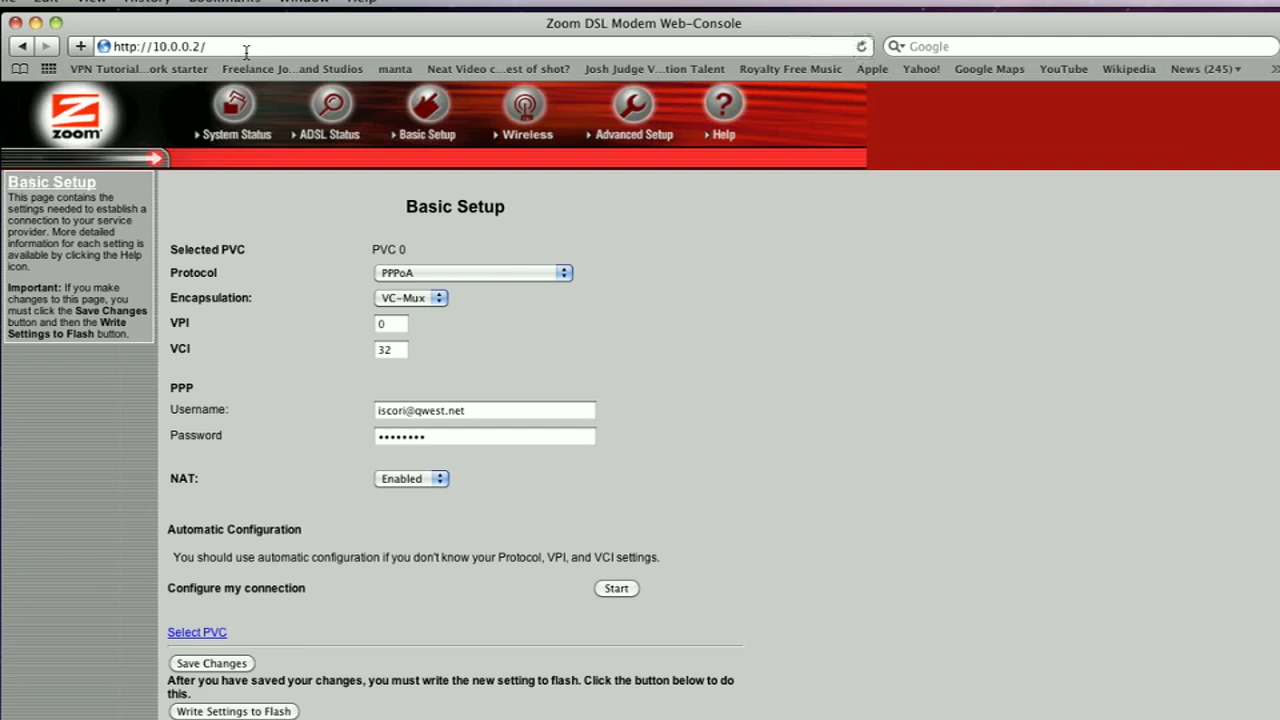 File Edit View History Bookmarks Window Help
Zoom DSL Modem Web-Console
http://10.0.0.2/
Google
VPN Tutorial...ork starter Freelance Jo...and Studios manta Neat Video c...est of shot? Josh Judge V...tion Talent Royalty Free Music Apple Yahoo! Google Maps YouTube Wikipedia News (245)
zoom
System Status ADSL Status Basic Setup Wireless Advanced Setup Help
Basic Setup
This page contains the
settings needed to establish a
connection to your service
provider. More detailed
information for each setting is
available by clicking the Help
icon.
Important: If you make
changes to this page, you
must click the Save Changes
button and then the Write
Settings to Flash button.
Basic Setup
Selected PVC PVC 0
Protocol PPPoA
Encapsulation: VC-Mux
VPI 0
VCI 32
PPP
Username: iscori@qwest.net
Password
NAT: Enabled
Automatic Configuration
You should use automatic configuration if you don't know your Protocol, VPI, and VCI settings.
Configure my connection Start
Select PVC
Save Changes
After you have saved your changes, you must write the new setting to flash. Click the button below to do
this.
Write Settings to Flash